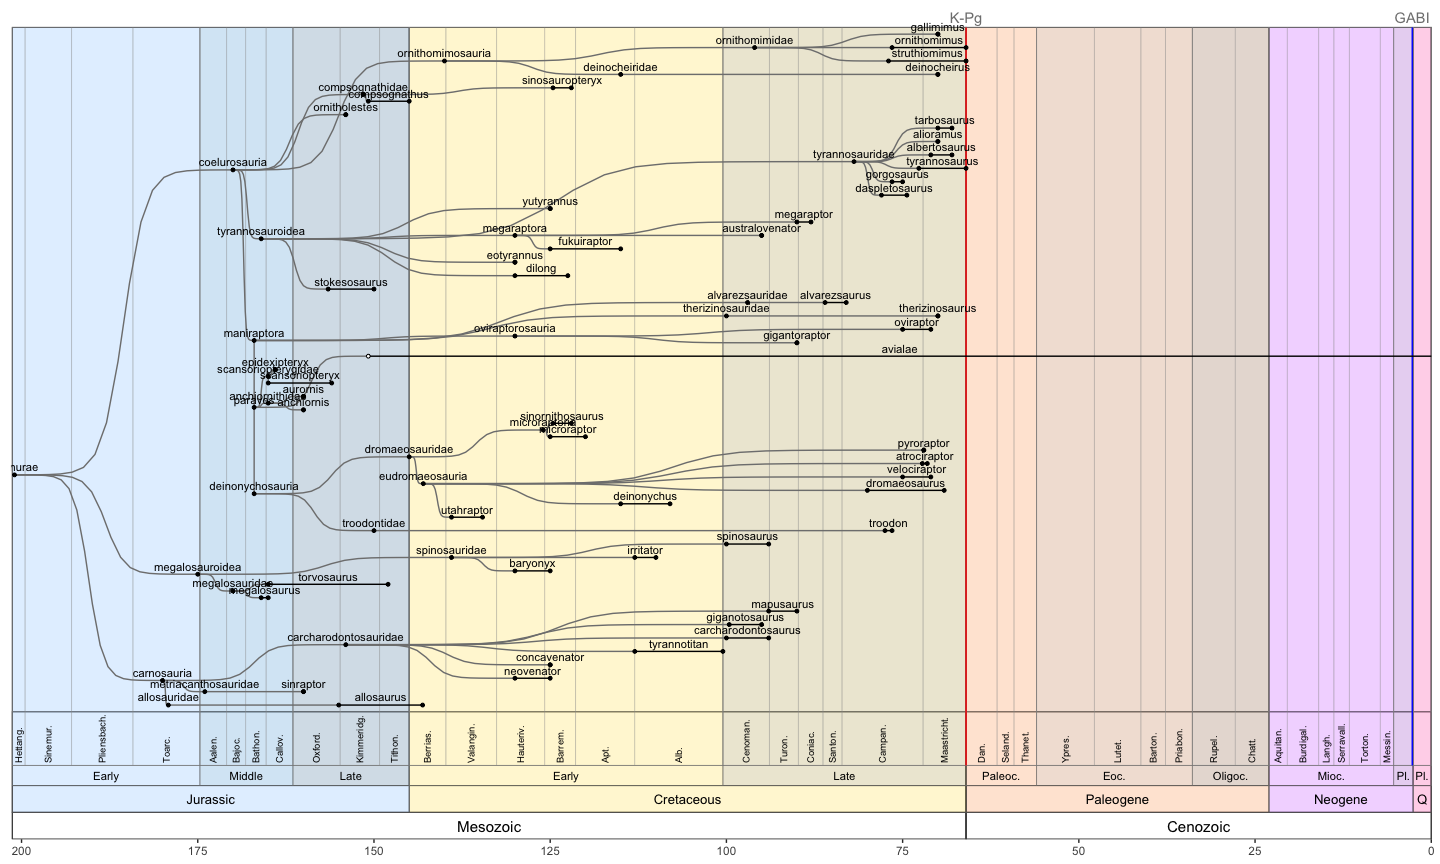 K-Pg GABI
gallimimus
ornithomimidae ornithomimus
ornithomimosauria struthiomimus
deinocheiridae deinocheirus
sinosauropteryx
compsognathidae
compsognathus
ornitholestes
tarbosaurus
alioramus
albertosaurus
tyrannosauridae
coelurosauria tyrannosaurus
gorgosaurus
daspletosaurus
yutyrannus
megaraptor
tyrannosauroidea megaraptora australovenator
fukuiraptor
eotyrannus
dilong
stokesosaurus
alvarezsauridae alvarezsaurus
therizinosauridae therizinosaurus
oviraptor
maniraptora oviraptorosauria
gigantoraptor
avialae
epidexipteryx
scansoriopterygidae
scansoriopteryx
aurornis
anchiornithidae
paraves anchiornis
sinornithosaurus
microraptoria
microraptor
pyroraptor
dromaeosauridae
atrociraptor
nurae velociraptor
eudromaeosauria
deinonychosauria dromaeosaurus
deinonychus
utahraptor
troodontidae troodon
spinosaurus
spinosauridae irritator
megalosauroidea baryonyx
torvosaurus
megalosauridae
megalosaurus
mapusaurus
giganotosaurus
carcharodontosauridae carcharodontosaurus
tyrannotitan
concavenator
carnosauria neovenator
metriacanthosauridae sinraptor
allosauridae allosaurus
Hettang. Sinemur. Pliensbach. Toarc. Aalen. Bajoc. Bathon. Callov. Oxford. Kimmeridg. Tithon. Berrias. Valangin. Hauteriv. Barrem. Apt. Alb. Cenoman. Turon. Coniac. Santon. Campan. Maastricht. Dan. Seland. Thanet. Ypres. Lutet. Barton. Priabon. Rupel. Chatt. Aquitan. Burdigal. Langh. Serravall. Torton. Messin.
Early Middle Late Early Late Paleoc. Eoc. Oligoc. Mioc. Pl. Pl.
Jurassic Cretaceous Paleogene Neogene Q
Mesozoic Cenozoic
200 175 150 125 100 75 50 25 0